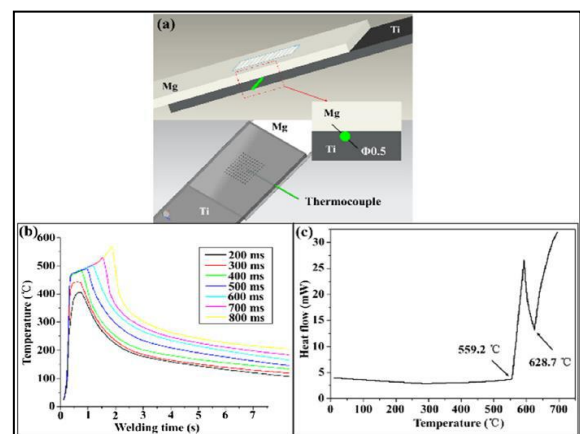 (a)
Ti
Mg
Mg
Ti
Φ0.5
Mg
Thermocouple
Ti
(b)
600
500
400
300
200
100
0
Temperature (℃)
200 ms
300 ms
400 ms
500 ms
600 ms
700 ms
800 ms
0 1 2 3 4 5 6 7
Welding time (s)
(c)
30
25
20
15
10
5
0
Heat flow (mW)
559.2 ℃
628.7 ℃
0 100 200 300 400 500 600 700
Temperature (℃)